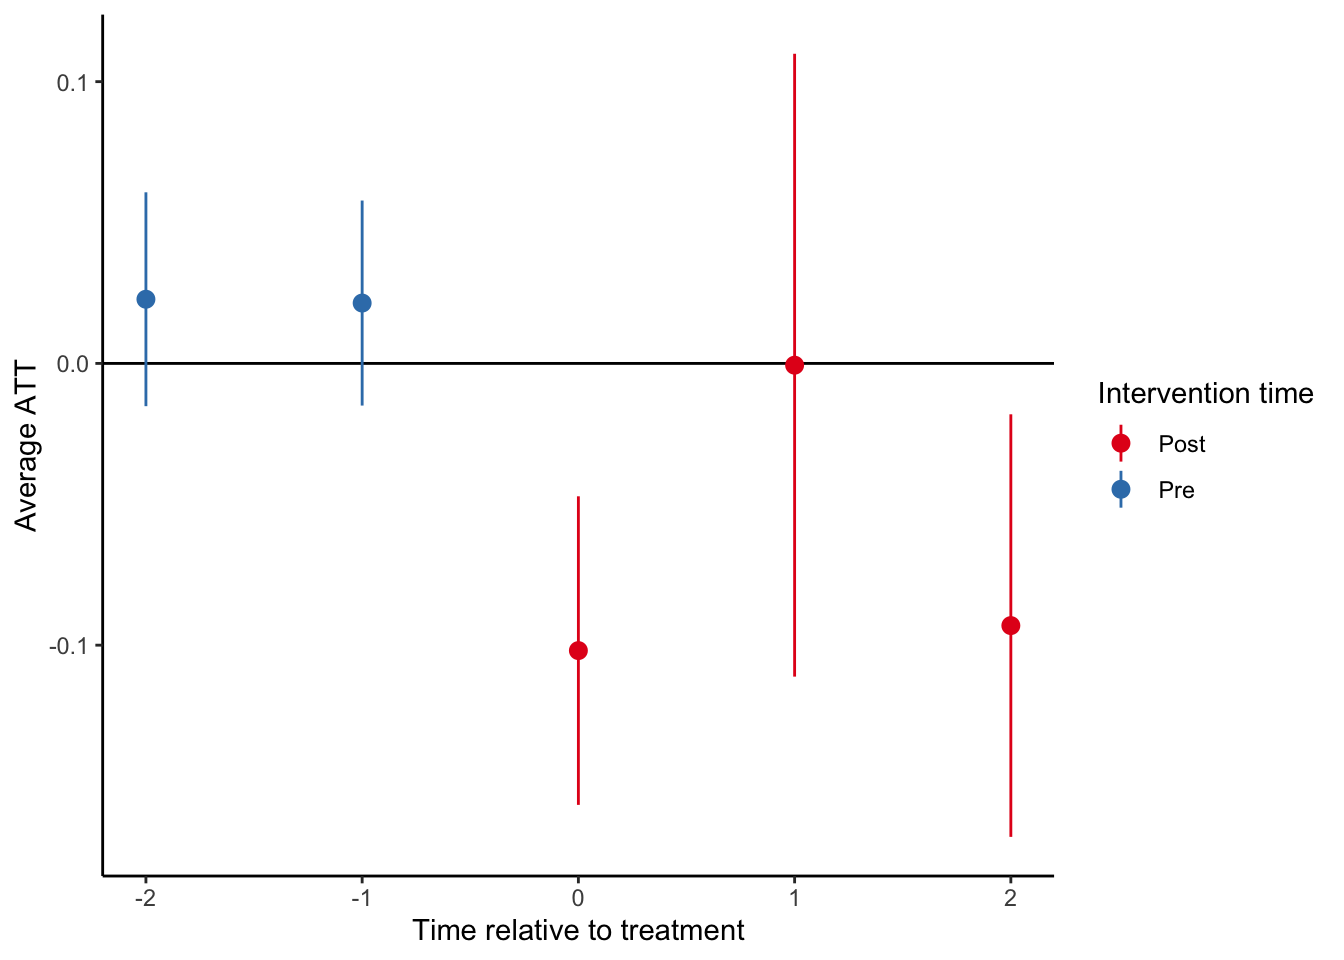 0.1
0.0
-0.1
Average ATT
-2
-1
0
1
2
Time relative to treatment
Intervention time
Post
Pre